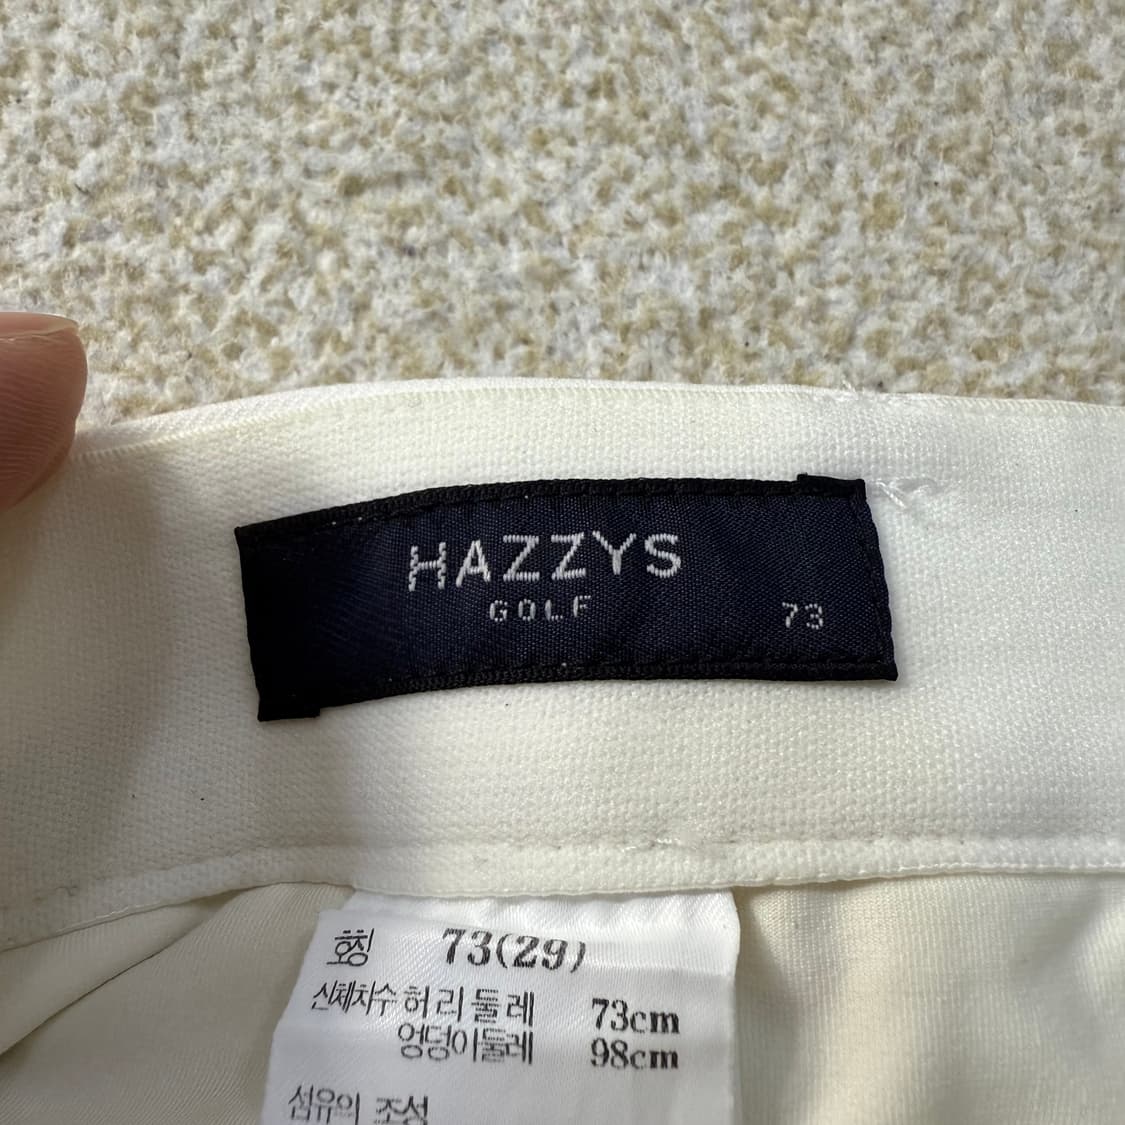 HAZZYS
GOLF
73
호칭 73(29)
신체치수 허리둘레 73cm
엉덩이둘레 98cm
섬유의 조성